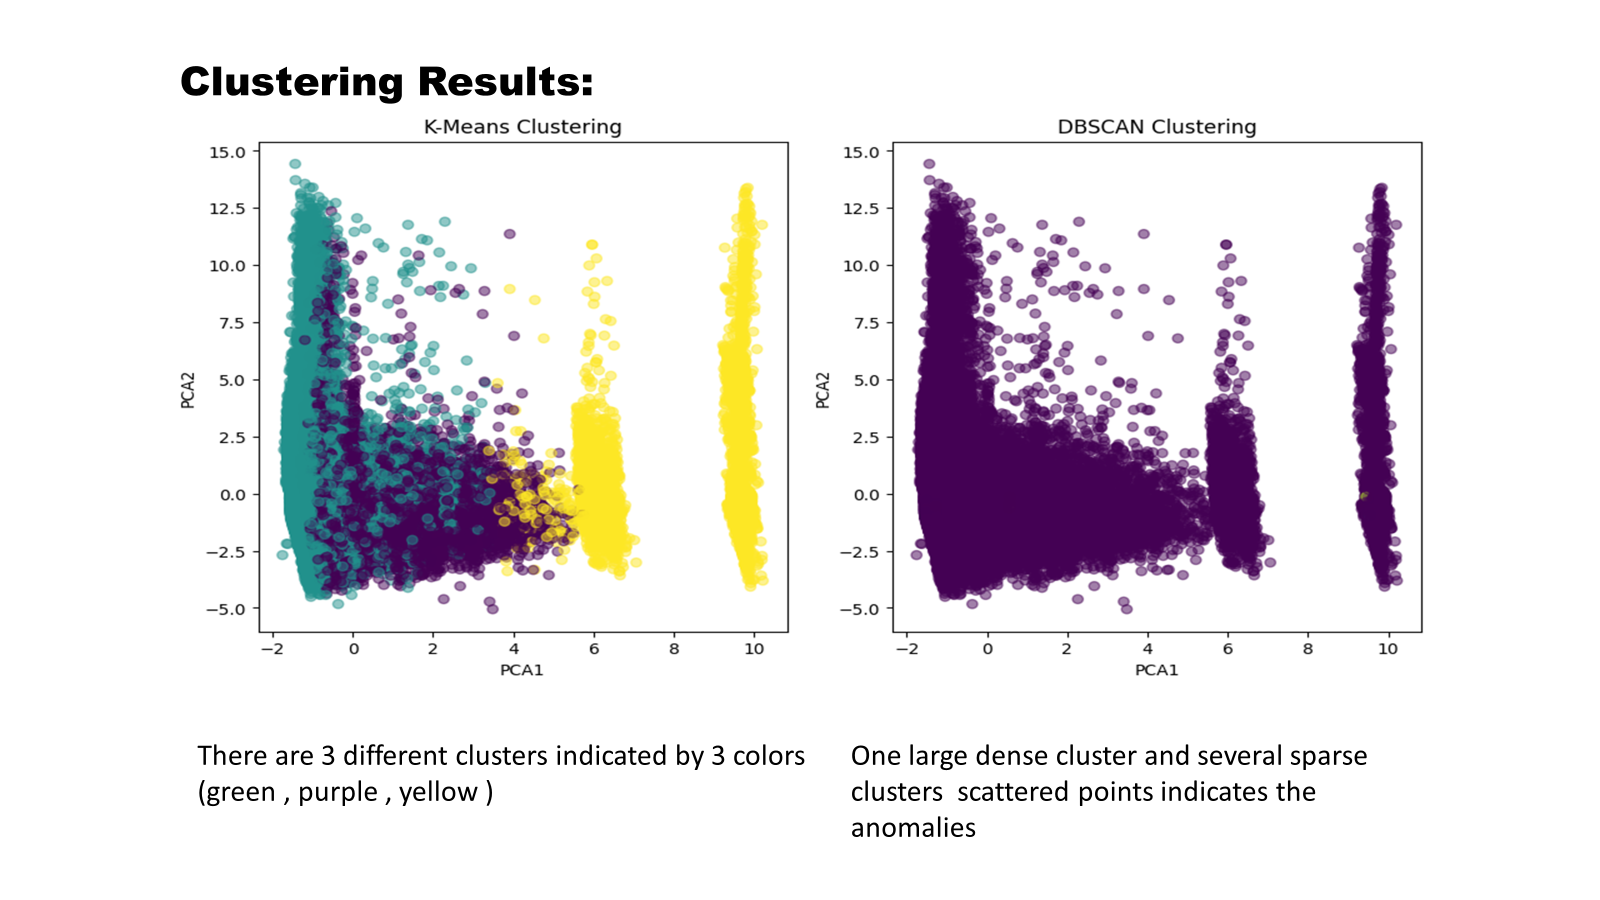 Clustering Results:
K-Means Clustering
15.0
12.5
10.0
7.5
5.0
2.5
0.0
−2.5
−5.0
PCA2
−2 0 2 4 6 8 10
PCA1
There are 3 different clusters indicated by 3 colors
(green , purple , yellow )
DBSCAN Clustering
15.0
12.5
10.0
7.5
5.0
2.5
0.0
−2.5
−5.0
PCA2
−2 0 2 4 6 8 10
PCA1
One large dense cluster and several sparse
clusters  scattered points indicates the
anomalies